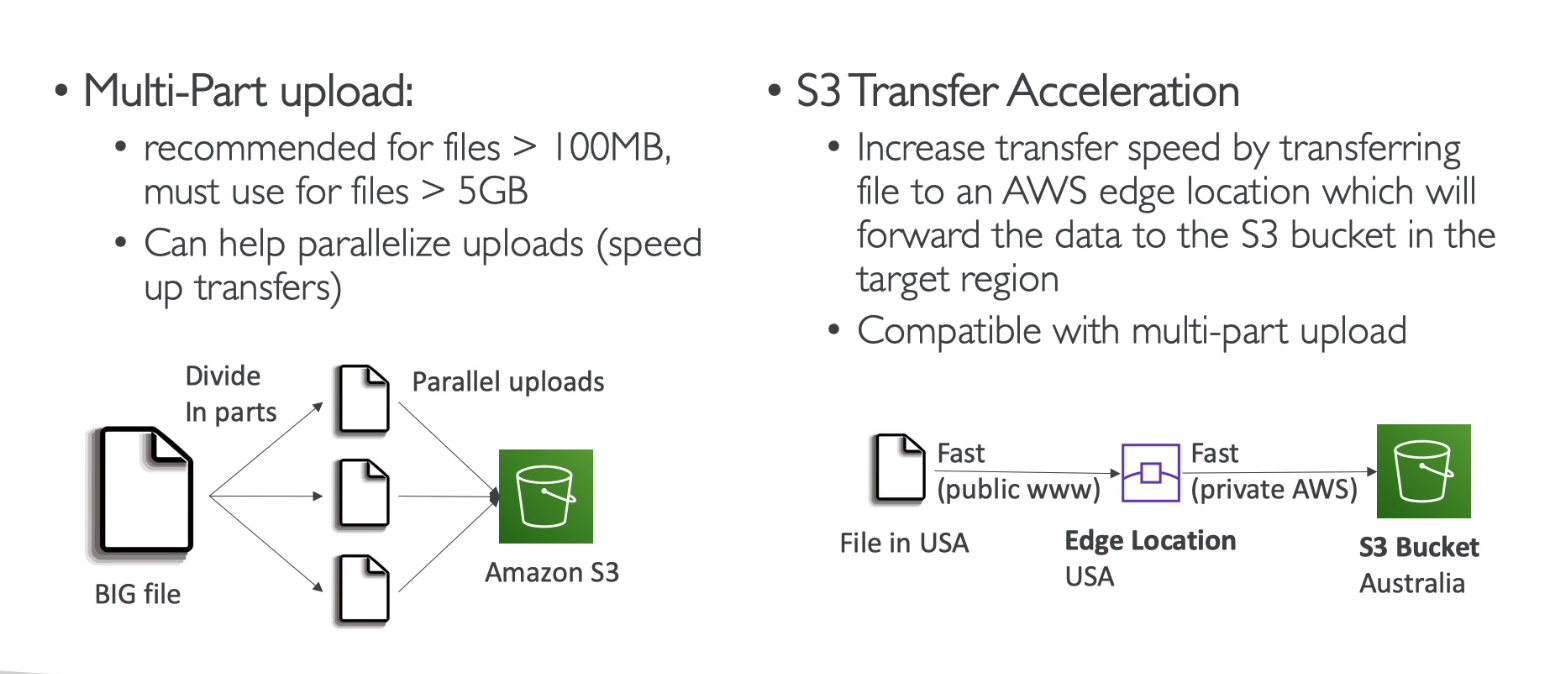 • Multi-Part upload:
• recommended for files > 100MB,
must use for files > 5GB
• Can help parallelize uploads (speed
up transfers)
Divide
In parts
Parallel uploads
BIG file
Amazon S3
• S3 Transfer Acceleration
• Increase transfer speed by transferring
file to an AWS edge location which will
forward the data to the S3 bucket in the
target region
• Compatible with multi-part upload
Fast
(public www)
Fast
(private AWS)
File in USA
Edge Location
USA
S3 Bucket
Australia